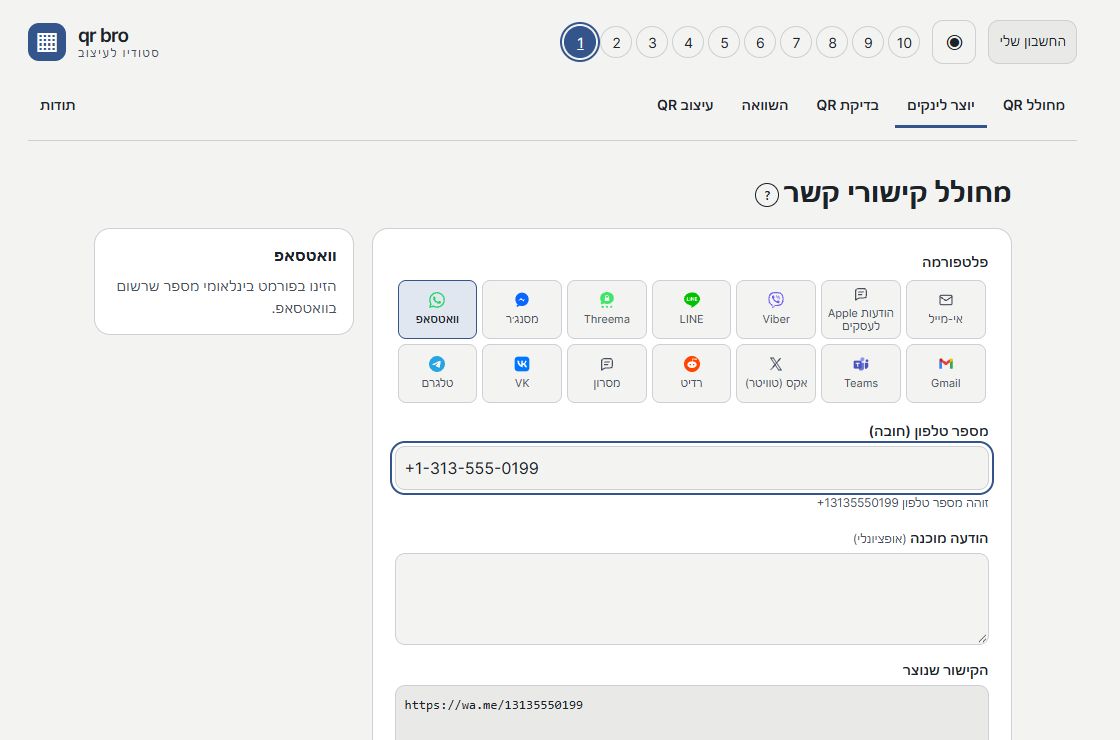 qr bro
סטודיו לעיצוב
1 2 3 4 5 6 7 8 9 10
החשבון שלי
מחולל QR
יוצר לינקים
בדיקת QR
השוואה
עיצוב QR
תודות
מחולל קישורי קשר ?
פלטפורמה
אי-מייל
הודעות Apple
לעסקים
Viber
LINE
Threema
מסנג׳ר
וואטסאפ
Gmail
Teams
אקס (טוויטר)
רדיט
מסרון
VK
טלגרם
מספר טלפון (חובה)
+1-313-555-0199
זוהה מספר טלפון 13135550199+
הודעה מוכנה (אופציונלי)
הקישור שנוצר
https://wa.me/13135550199
וואטסאפ
הזינו בפורמט בינלאומי מספר שרשום
בוואטסאפ.